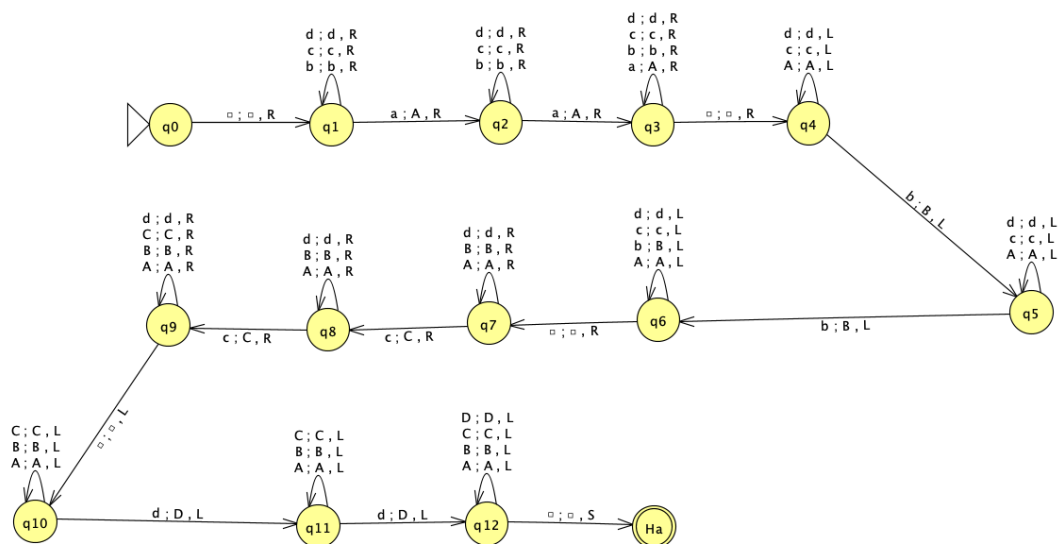 d ; d , R
c ; c , R
b ; b , R
d ; d , R
c ; c , R
b ; b , R
d ; d , R
c ; c , R
b ; b , R
a ; A , R
d ; d , L
c ; c , L
A ; A , L
q0
□ ; □ , R
q1
a ; A , R
q2
a ; A , R
q3
□ ; □ , R
q4
b ; B , L
d ; d , R
C ; C , R
B ; B , R
A ; A , R
d ; d , R
B ; B , R
A ; A , R
d ; d , R
B ; B , R
A ; A , R
d ; d , L
c ; c , L
b ; B , L
A ; A , L
d ; d , L
c ; c , L
A ; A , L
q9
c ; C , R
q8
c ; C , R
q7
□ ; □ , R
q6
b ; B , L
q5
□ ; □ , L
C ; C , L
B ; B , L
A ; A , L
C ; C , L
B ; B , L
A ; A , L
D ; D , L
C ; C , L
B ; B , L
A ; A , L
q10
d ; D , L
q11
d ; D , L
q12
□ ; □ , S
Ha